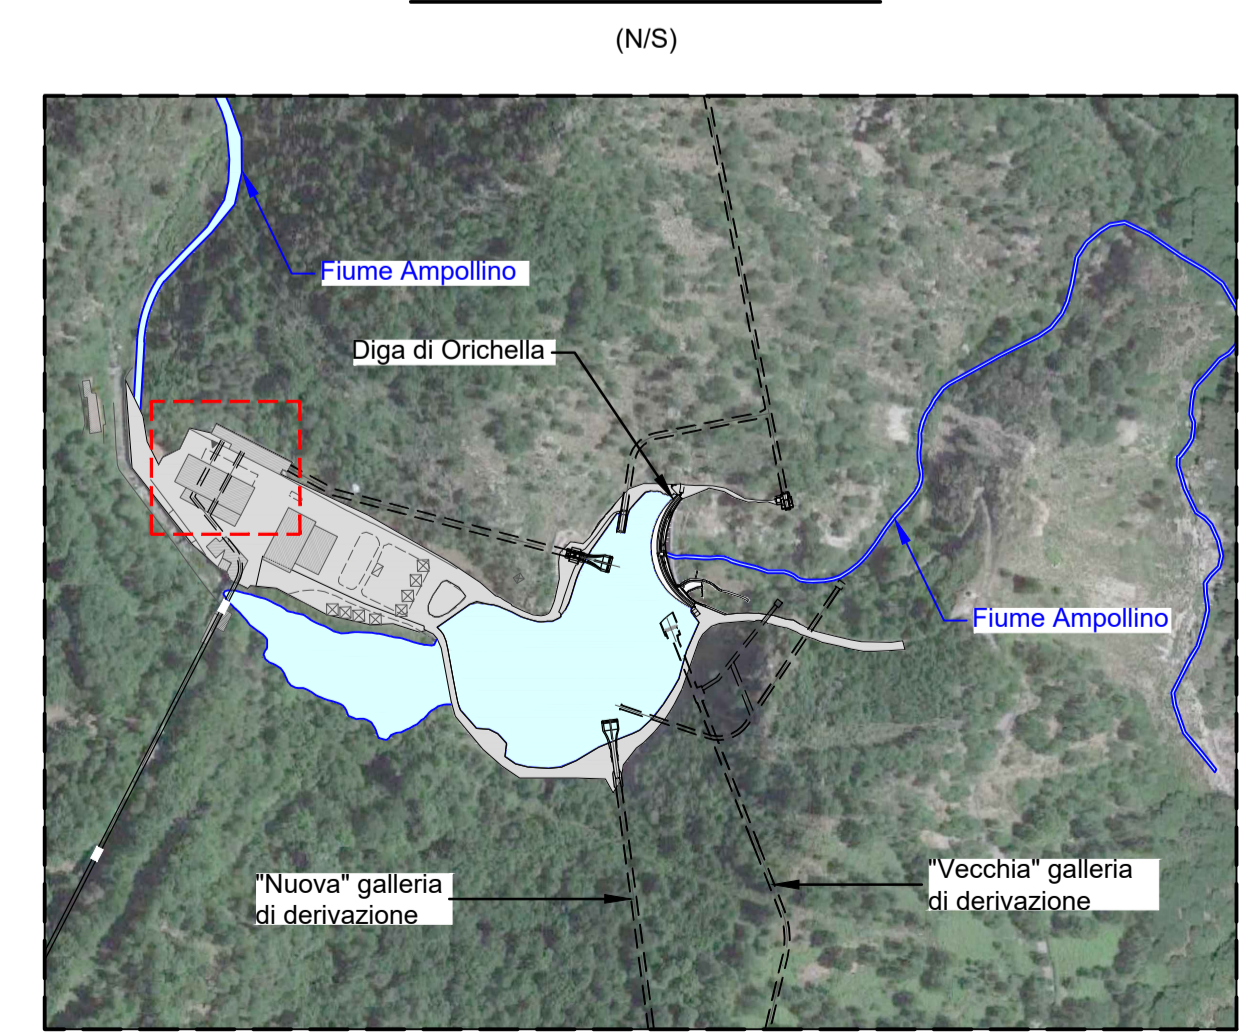 (N/S)
Fiume Ampollino
Diga di Orichella
Fiume Ampollino
"Nuova" galleria
di derivazione
"Vecchia" galleria
di derivazione